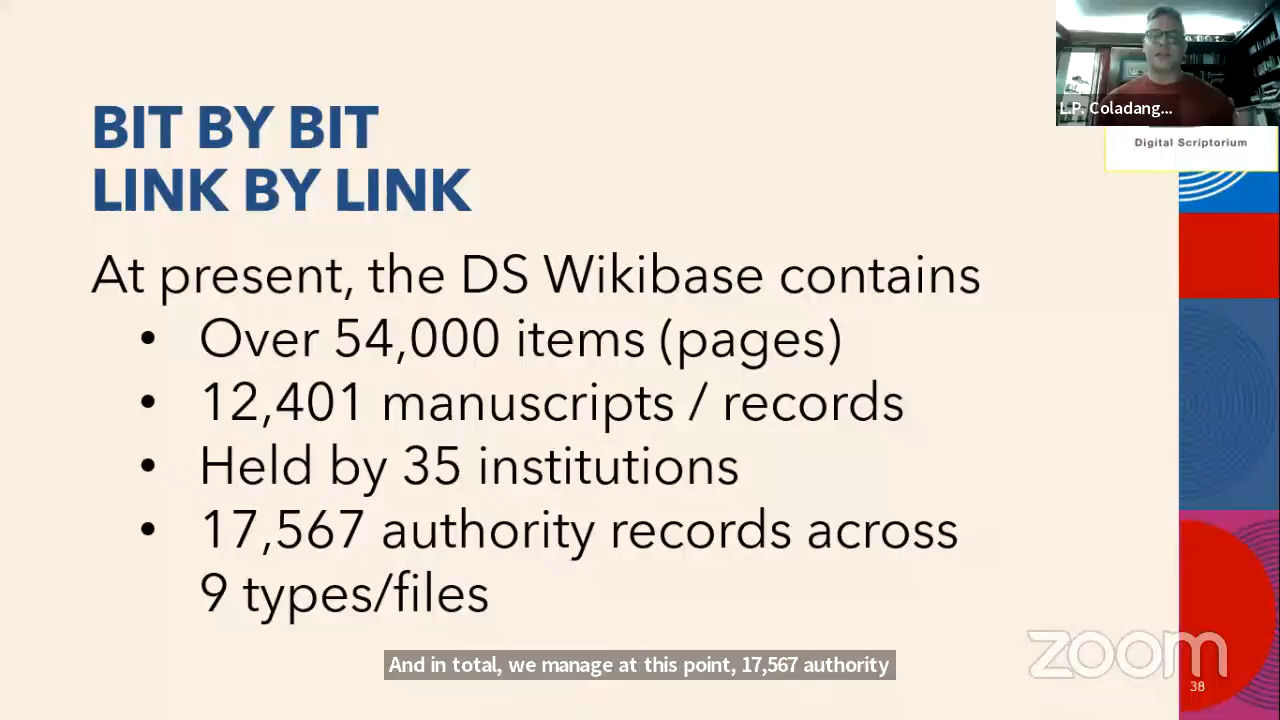 BIT BY BIT
LINK BY LINK
At present, the DS Wikibase contains
• Over 54,000 items (pages)
• 12,401 manuscripts / records
• Held by 35 institutions
• 17,567 authority records across
9 types/files
L.P. Coladang...
Digital Scriptorium
And in total, we manage at this point, 17,567 authority
zoom
38